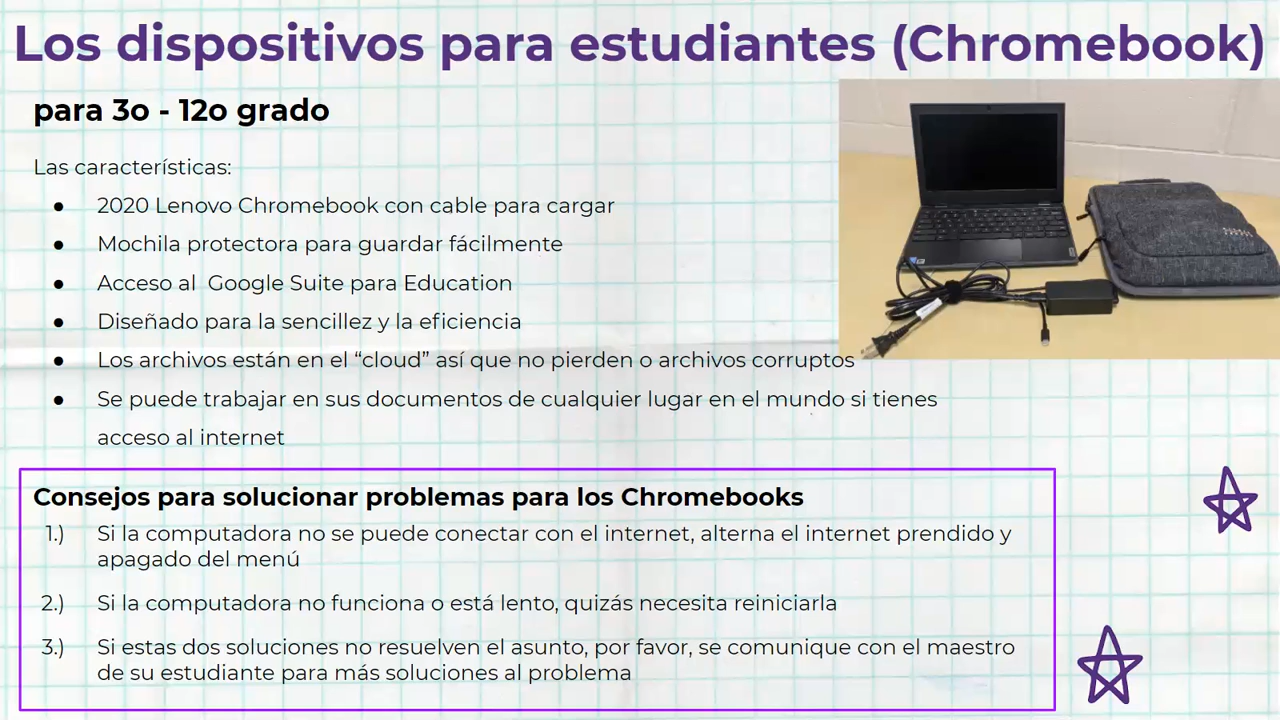 Los dispositivos para estudiantes (Chromebook)
para 3o - 12o grado
Las características:
● 2020 Lenovo Chromebook con cable para cargar
● Mochila protectora para guardar fácilmente
● Acceso al  Google Suite para Education
● Diseñado para la sencillez y la eficiencia
● Los archivos están en el “cloud” así que no pierden o archivos corruptos
● Se puede trabajar en sus documentos de cualquier lugar en el mundo si tienes
acceso al internet
Consejos para solucionar problemas para los Chromebooks
1.) Si la computadora no se puede conectar con el internet, alterna el internet prendido y
apagado del menú
2.) Si la computadora no funciona o está lento, quizás necesita reiniciarla
3.) Si estas dos soluciones no resuelven el asunto, por favor, se comunique con el maestro
de su estudiante para más soluciones al problema